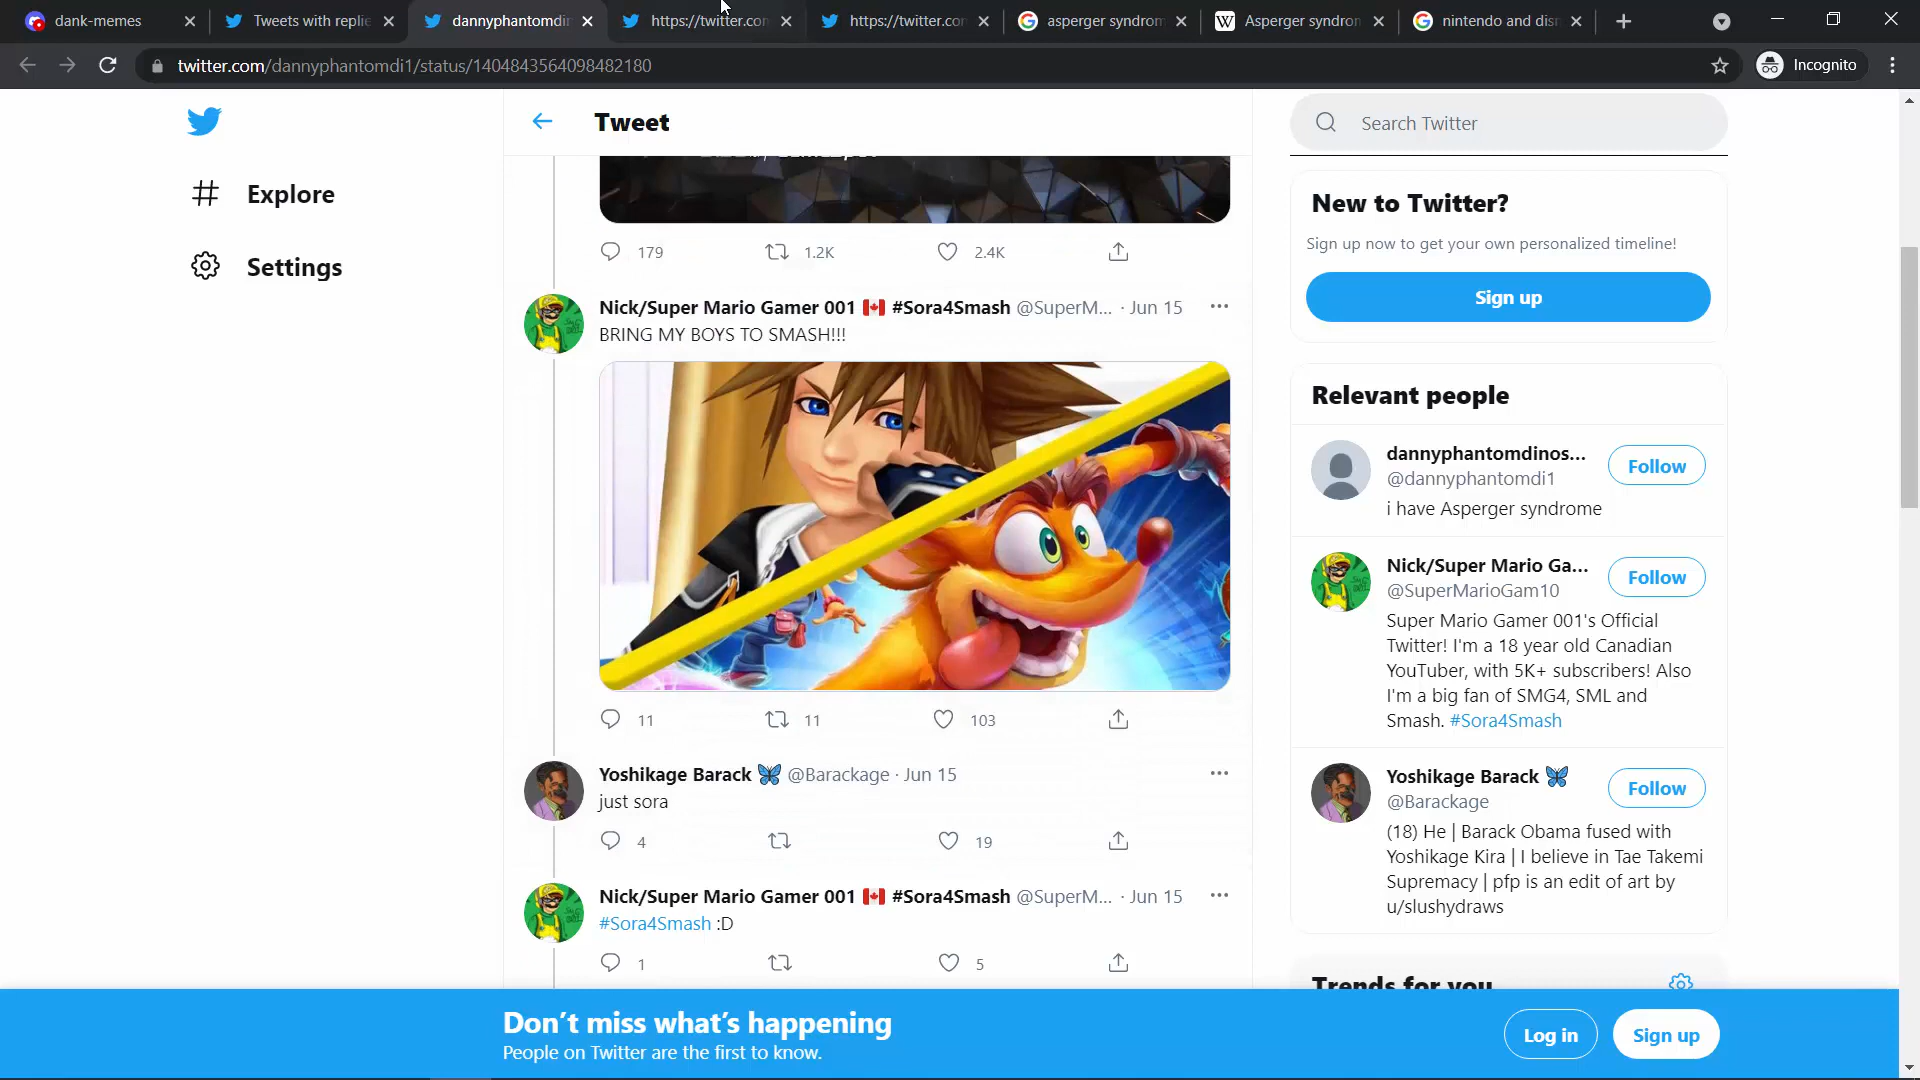 dank-memes
Tweets with replie
dannyphantomdin
https://twitter.con
https://twitter.con
asperger syndrom
Asperger syndron
nintendo and disn
twitter.com/dannyphantomdi1/status/1404843564098482180
Incognito
Tweet
Search Twitter
Explore
Settings
New to Twitter?
Sign up now to get your own personalized timeline!
Sign up
179
1.2K
2.4K
Nick/Super Mario Gamer 001 🇨🇦 #Sora4Smash @SuperM... · Jun 15
BRING MY BOYS TO SMASH!!!
11
11
103
Yoshikage Barack 🦋 @Barackage · Jun 15
just sora
4
19
Nick/Super Mario Gamer 001 🇨🇦 #Sora4Smash @SuperM... · Jun 15
#Sora4Smash :D
1
5
Relevant people
dannyphantomdinos...
@dannyphantomdi1
Follow
i have Asperger syndrome
Nick/Super Mario Ga...
@SuperMarioGam10
Follow
Super Mario Gamer 001's Official
Twitter! I'm a 18 year old Canadian
YouTuber, with 5K+ subscribers! Also
I'm a big fan of SMG4, SML and
Smash. #Sora4Smash
Yoshikage Barack 🦋
@Barackage
Follow
(18) He | Barack Obama fused with
Yoshikage Kira | I believe in Tae Takemi
Supremacy | pfp is an edit of art by
u/slushydraws
Trends for you
Don't miss what's happening
People on Twitter are the first to know.
Log in
Sign up